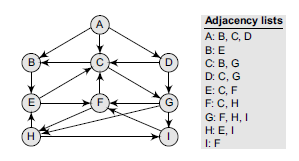 A
B
C
D
E
F
G
H
I
Adjacency lists
A: B, C, D
B: E
C: B, G
D: C, G
E: C, F
F: C, H
G: F, H, I
H: E, I
I: F